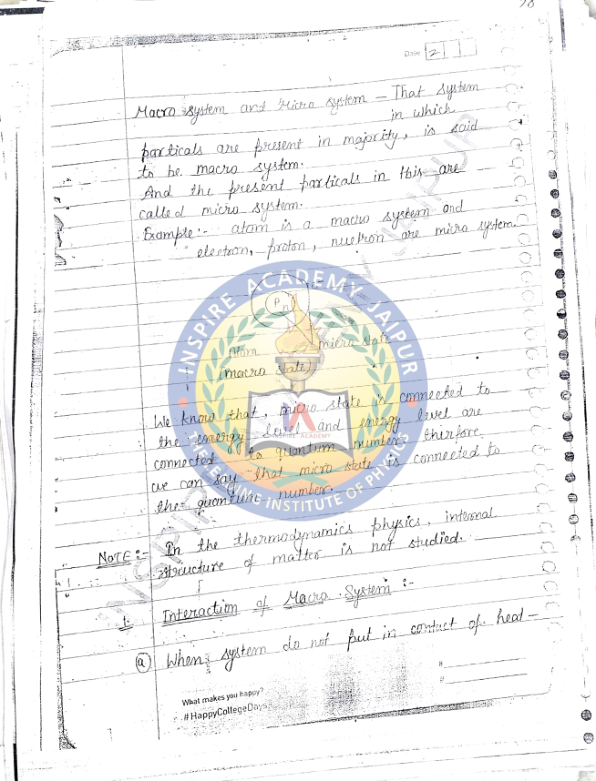 Date 2
Macro system and Micro system - That system
in which
particals are present in majority, is said
to be macro system.
And the present particals in this are
called micro system.
Example:- atom is a macro system and
electron, proton, nuetron are micro system.
P n
Atom micro state
macro state
We know that, micro state is connected to
the energy level and energy level are
connected to quantum number therfore
we can say that micro state is connected to
the quantum number.
NOTE:- In the thermodynamics physics, internal
structure of matter is not studied.
1. Interaction of Macro System :-
(a) When system do not put in contact of heat -
What makes you happy?
#HappyCollegeDays
#
#
INSPIRE ACADEMY JAIPUR
ACADEMY
INSTITUTE OF PHYSICS